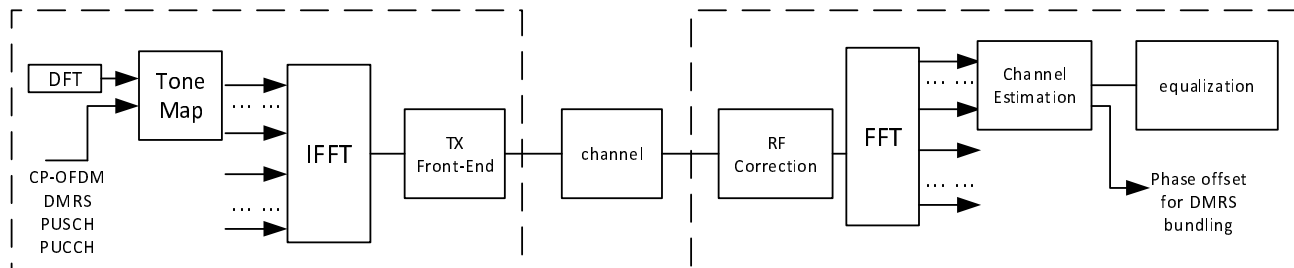 DFT
Tone
Map
... ...
... ...
CP-OFDM
DMRS
PUSCH
PUCCH
IFFT
TX
Front-End
channel
RF
Correction
FFT
... ...
... ...
Channel
Estimation
equalization
Phase offset
for DMRS
bundling